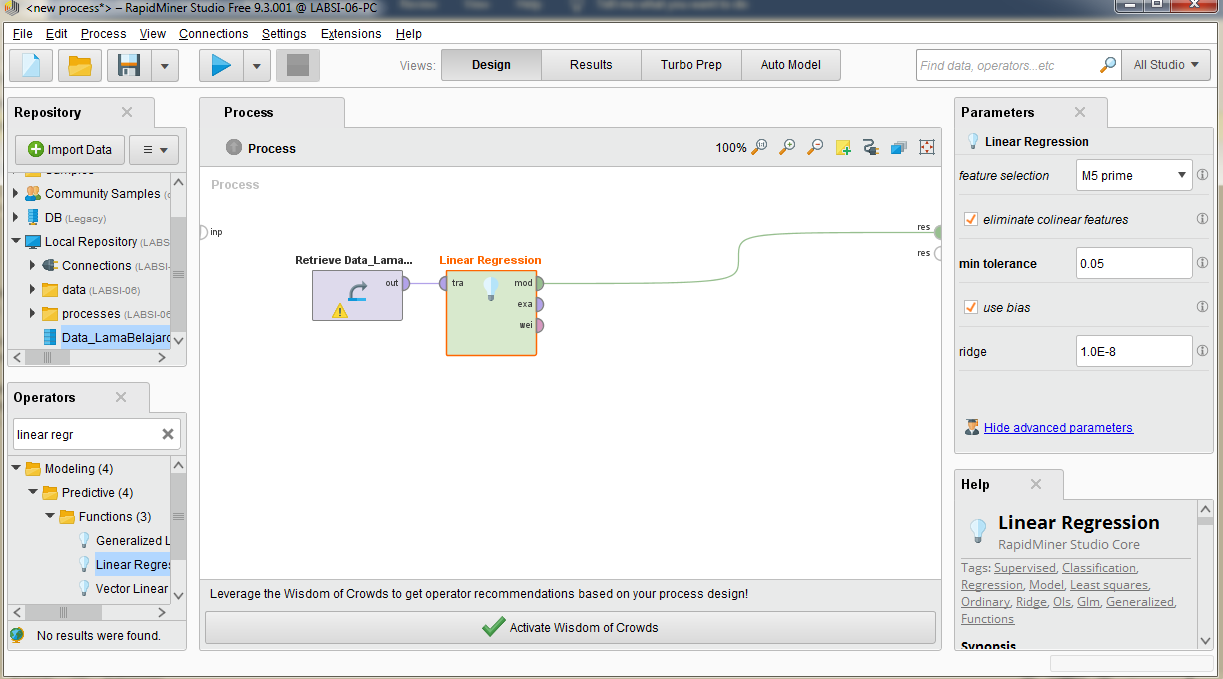 <new process*> – RapidMiner Studio Free 9.3.001 @ LABSI-06-PC
File Edit Process View Connections Settings Extensions Help
Views: Design Results Turbo Prep Auto Model
Find data, operators...etc
All Studio
Repository
Import Data
Community Samples
DB (Legacy)
Local Repository (LABS
Connections (LABSI-
data (LABSI-06)
processes (LABSI-06
Data_LamaBelajar
Operators
linear regr
Modeling (4)
Predictive (4)
Functions (3)
Generalized L
Linear Regres
Vector Linear
No results were found.
Process
Process
100%
Process
inp
res
res
Retrieve Data_Lama...
out
Linear Regression
tra
mod
exa
wei
Leverage the Wisdom of Crowds to get operator recommendations based on your process design!
Activate Wisdom of Crowds
Parameters
Linear Regression
feature selection M5 prime
eliminate colinear features
min tolerance 0.05
use bias
ridge 1.0E-8
Hide advanced parameters
Help
Linear Regression
RapidMiner Studio Core
Tags: Supervised, Classification,
Regression, Model, Least squares,
Ordinary, Ridge, Ols, Glm, Generalized,
Functions
Synopsis